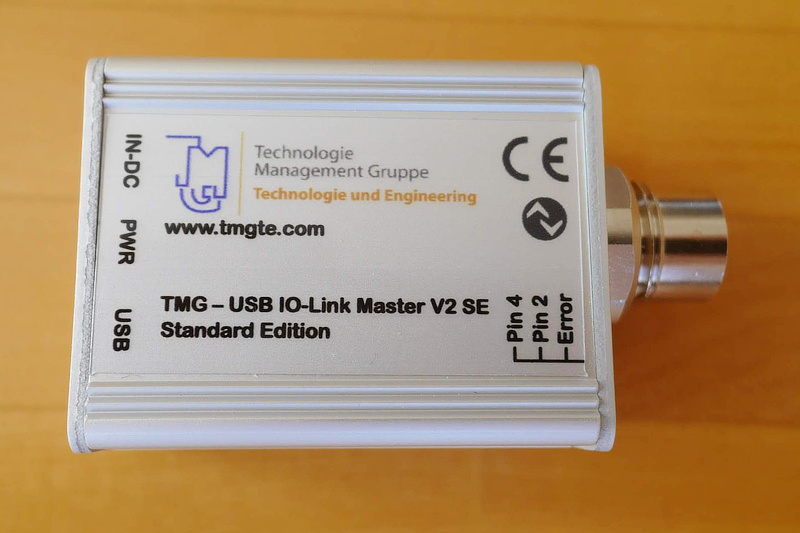 IN-DC
PWR
USB
TMG
Technologie
Management Gruppe
Technologie und Engineering
www.tmgte.com
CE
TMG – USB IO-Link Master V2 SE
Standard Edition
Pin 4
Pin 2
Error